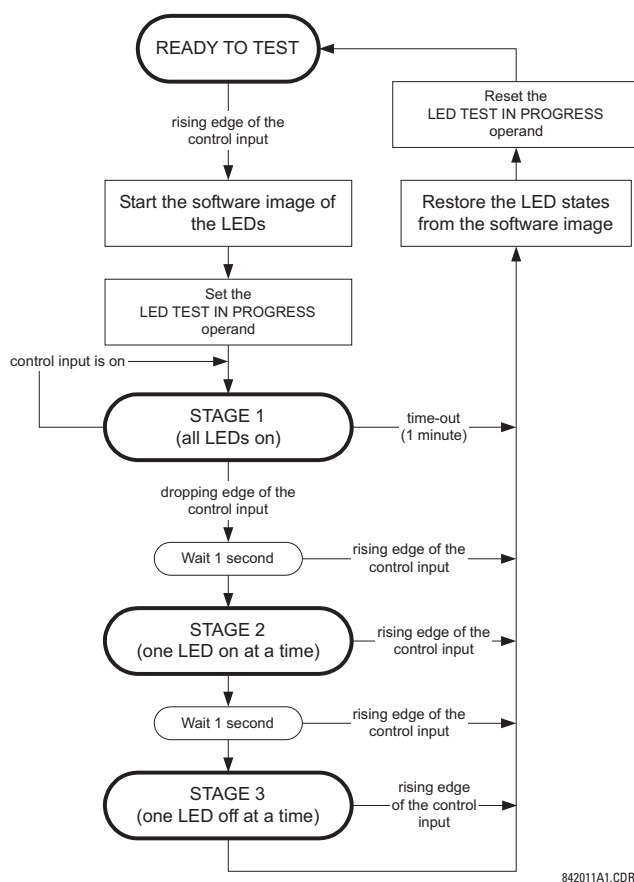 READY TO TEST
rising edge of the
control input
Start the software image of
the LEDs
Set the
LED TEST IN PROGRESS
operand
control input is on
STAGE 1
(all LEDs on)
time-out
(1 minute)
dropping edge of the
control input
Wait 1 second
rising edge of the
control input
STAGE 2
(one LED on at a time)
rising edge of the
control input
Wait 1 second
rising edge of the
control input
STAGE 3
(one LED off at a time)
rising edge
of the control
input
Reset the
LED TEST IN PROGRESS
operand
Restore the LED states
from the software image
842011A1.CDR